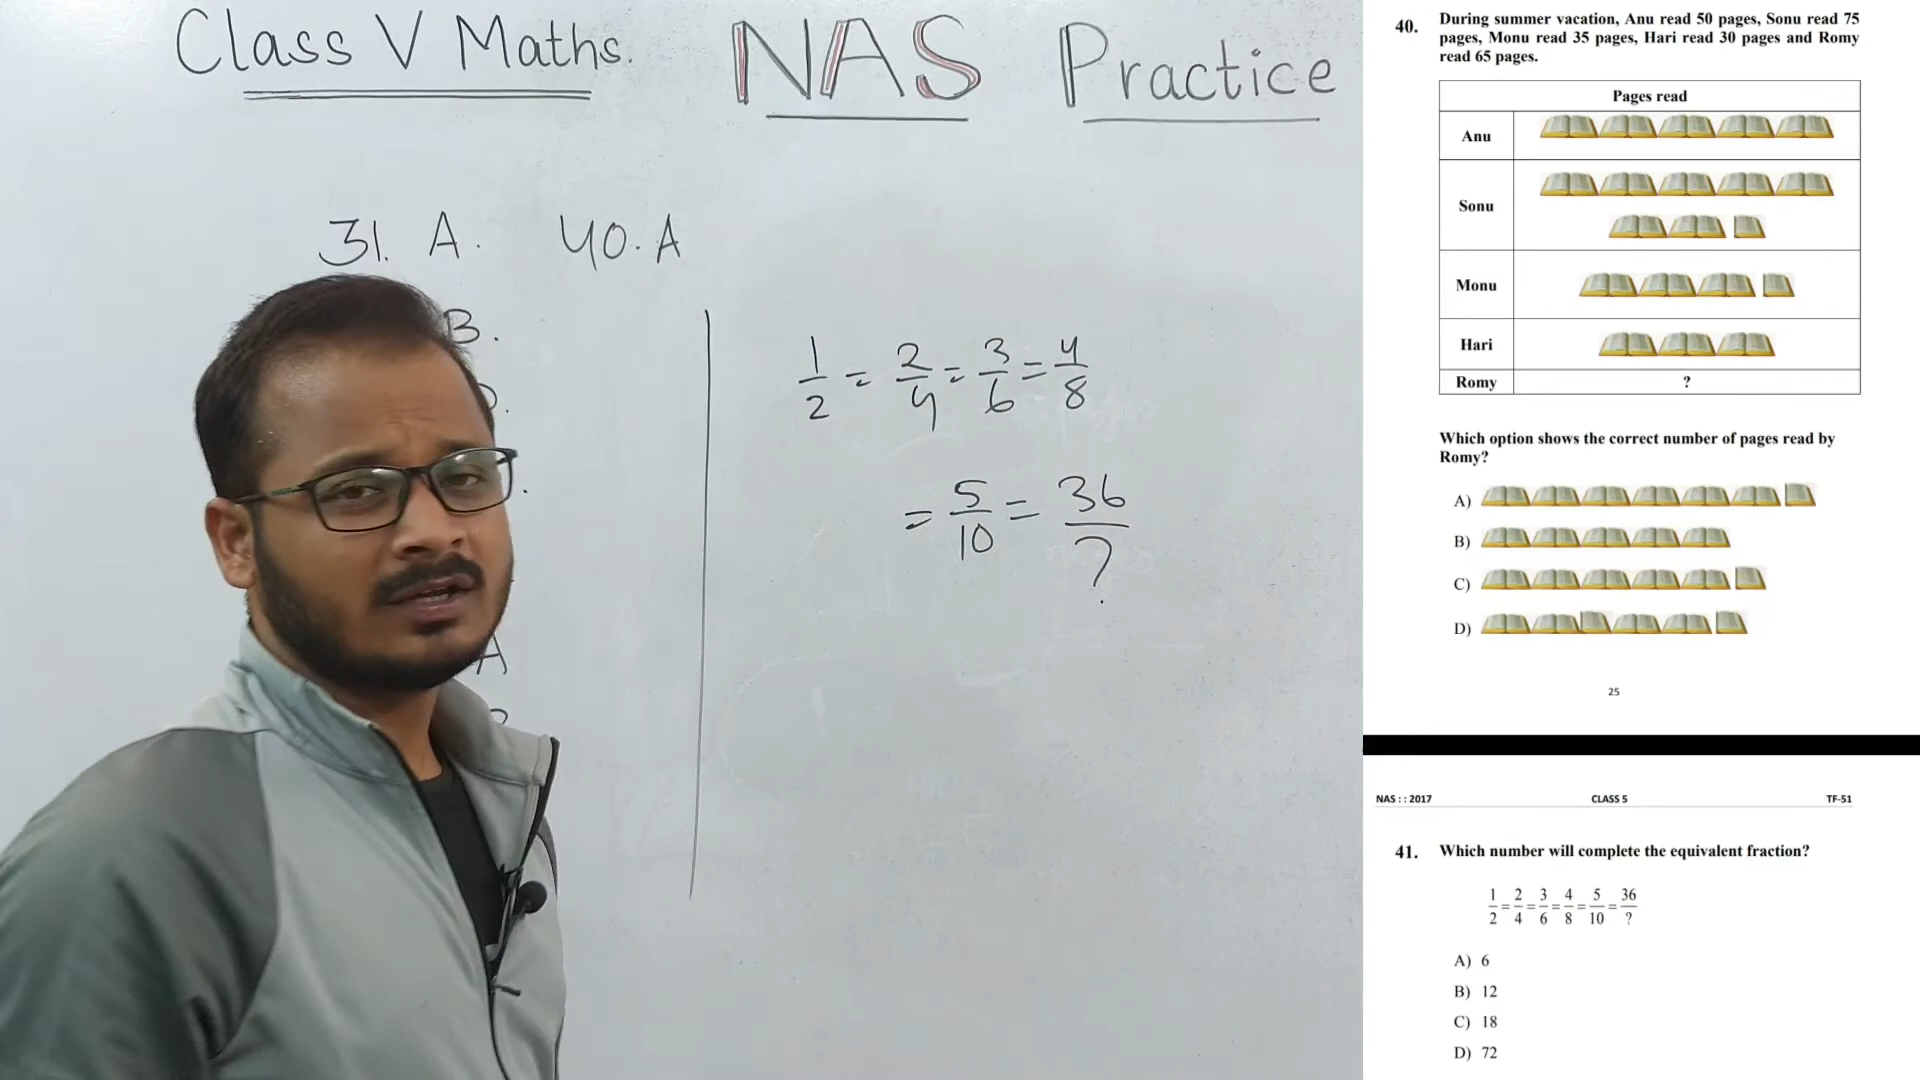 Class V Maths. NAS Practice
31. A. 40. A
B.
A
1/2 = 2/4 = 3/6 = 4/8
= 5/10 = 36/?
40. During summer vacation, Anu read 50 pages, Sonu read 75
pages, Monu read 35 pages, Hari read 30 pages and Romy
read 65 pages.
Pages read
Anu
Sonu
Monu
Hari
Romy ?
Which option shows the correct number of pages read by
Romy?
A)
B)
C)
D)
25
NAS : : 2017 CLASS 5 TF-51
41. Which number will complete the equivalent fraction?
1/2 = 2/4 = 3/6 = 4/8 = 5/10 = 36/?
A) 6
B) 12
C) 18
D) 72